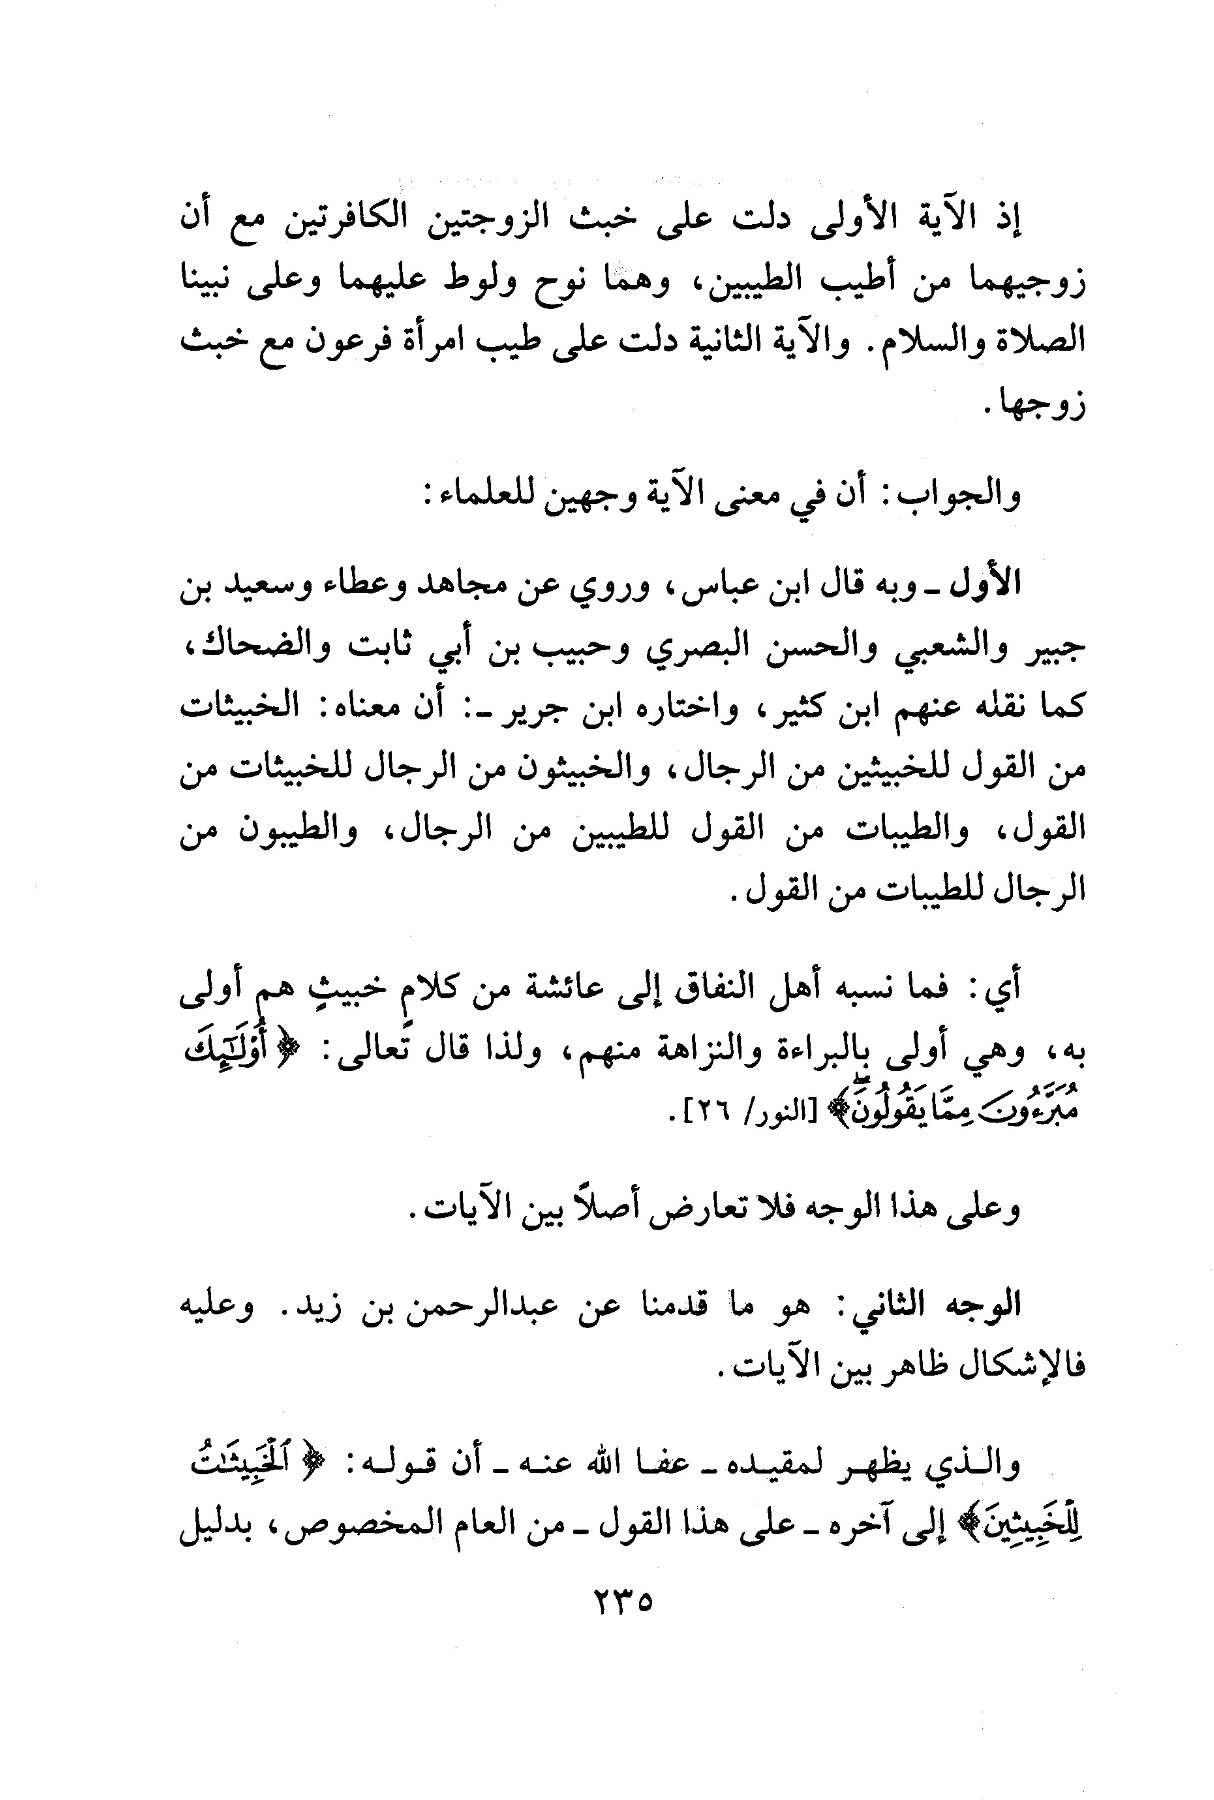 إذ الآية الأولى دلت على خبث الزوجتين الكافرتين مع أن
زوجيهما من أطيب الطيبين، وهما نوح ولوط عليهما وعلى نبينا
الصلاة والسلام. والآية الثانية دلت على طيب امرأة فرعون مع خبث
زوجها.
والجواب: أن في معنى الآية وجهين للعلماء:
الأول ـ وبه قال ابن عباس، وروي عن مجاهد وعطاء وسعيد بن
جبير والشعبي والحسن البصري وحبيب بن أبي ثابت والضحاك،
كما نقله عنهم ابن كثير، واختاره ابن جرير ـ: أن معناه: الخبيثات
من القول للخبيثين من الرجال، والخبيثون من الرجال للخبيثات من
القول، والطيبات من القول للطيبين من الرجال، والطيبون من
الرجال للطيبات من القول.
أي: فما نسبه أهل النفاق إلى عائشة من كلامٍ خبيثٍ هم أولى
به، وهي أولى بالبراءة والنزاهة منهم، ولذا قال تعالى: ﴿أُوْلَٰٓئِكَ
مُبَرَّءُونَ مِمَّا يَقُولُونَۖ﴾ [النور/ ٢٦].
وعلى هذا الوجه فلا تعارض أصلاً بين الآيات.
الوجه الثاني: هو ما قدمنا عن عبدالرحمن بن زيد. وعليه
فالإشكال ظاهر بين الآيات.
والـذي يظهـر لمقيـده ـ عفـا الله عنـه ـ أن قـولـه: ﴿ٱلْخَبِيثَٰتُ
لِلْخَبِيثِينَ﴾ إلى آخره ـ على هذا القول ـ من العام المخصوص، بدليل
٢٣٥